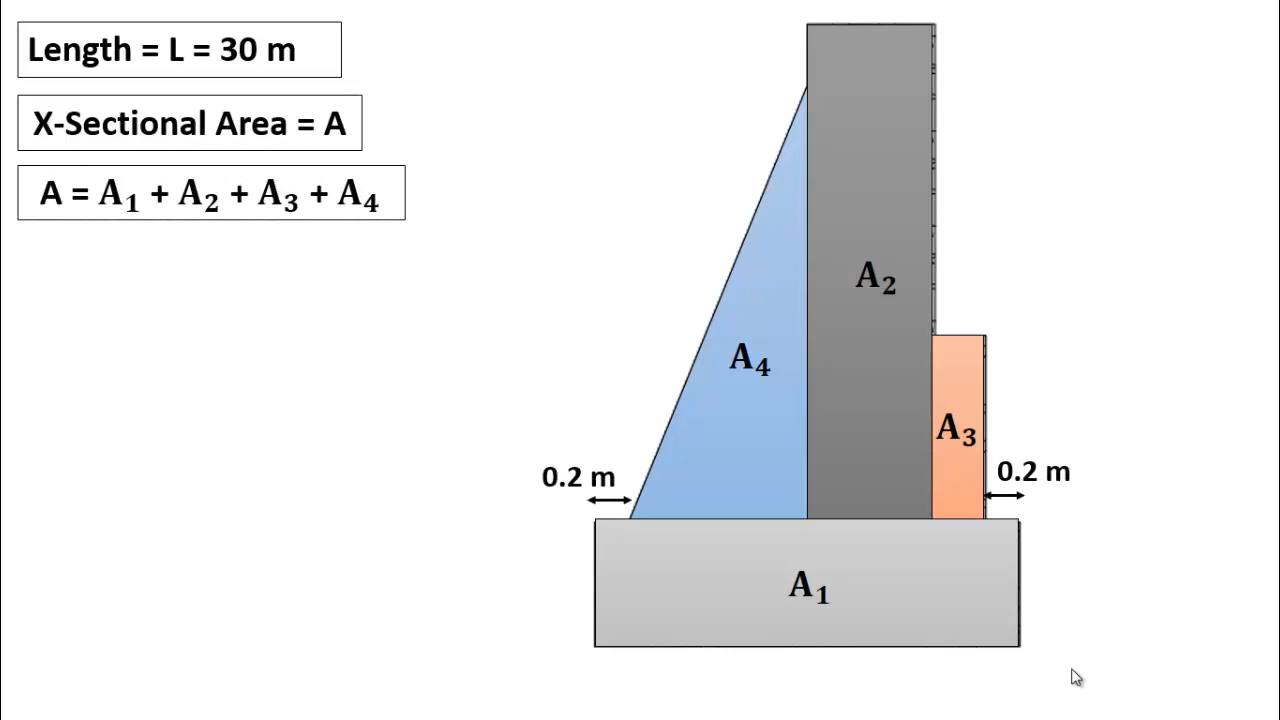 Length = L = 30 m
X-Sectional Area = A
A = A₁ + A₂ + A₃ + A₄
A₂
A₄
A₃
0.2 m
0.2 m
A₁